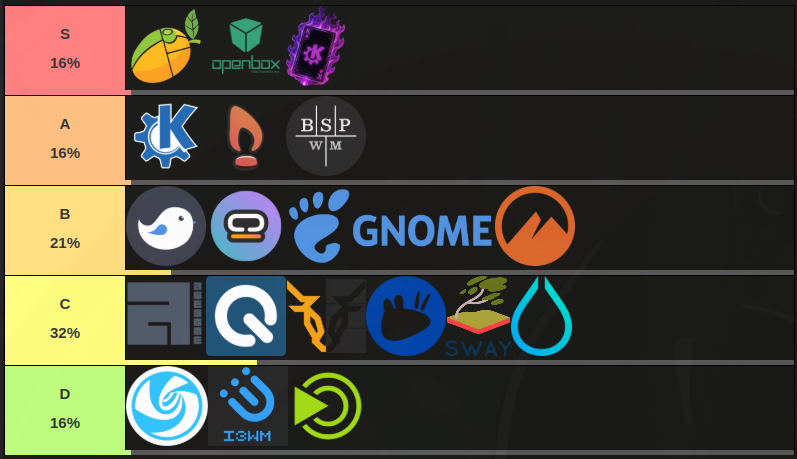 S
16%
openbox
A
16%
B S P
W M
B
21%
GNOME
C
32%
SWAY
D
16%
I3WM